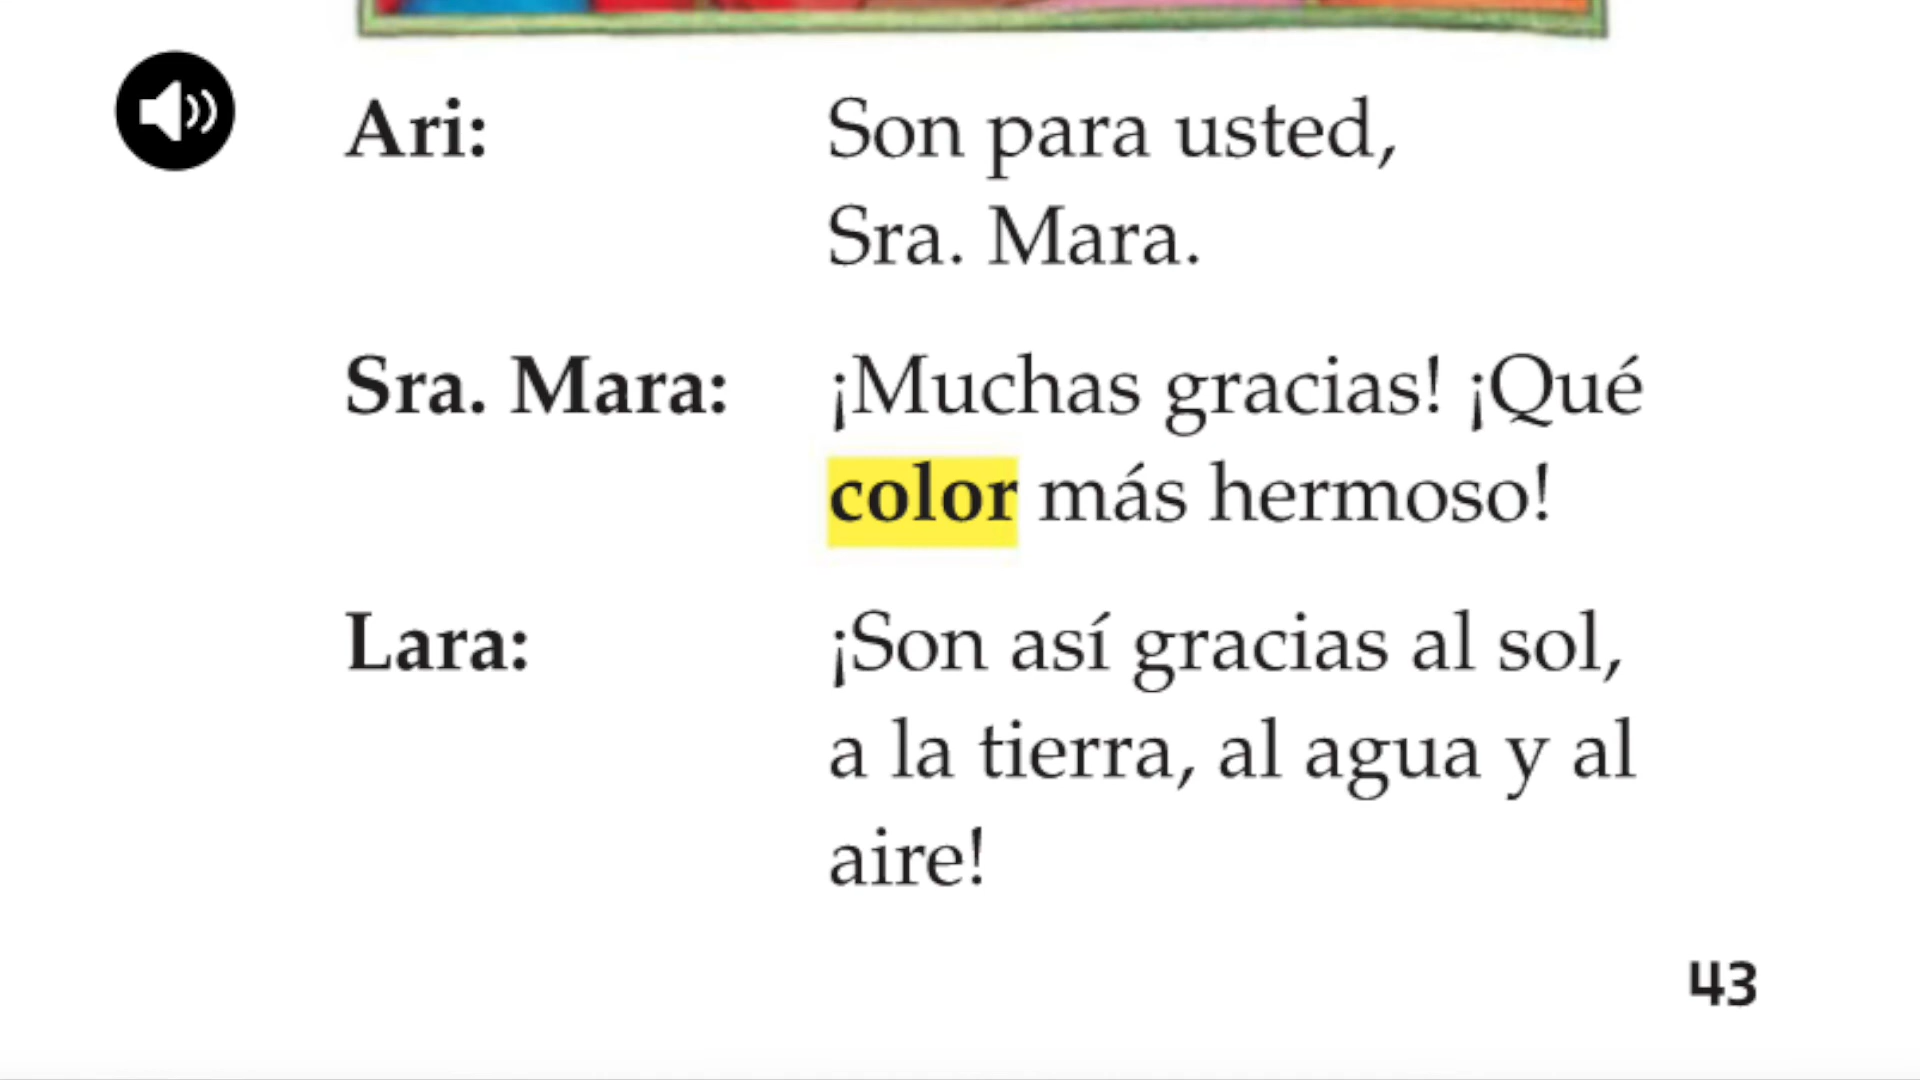 Ari: Son para usted,
Sra. Mara.
Sra. Mara: ¡Muchas gracias! ¡Qué
color más hermoso!
Lara: ¡Son así gracias al sol,
a la tierra, al agua y al
aire!
43